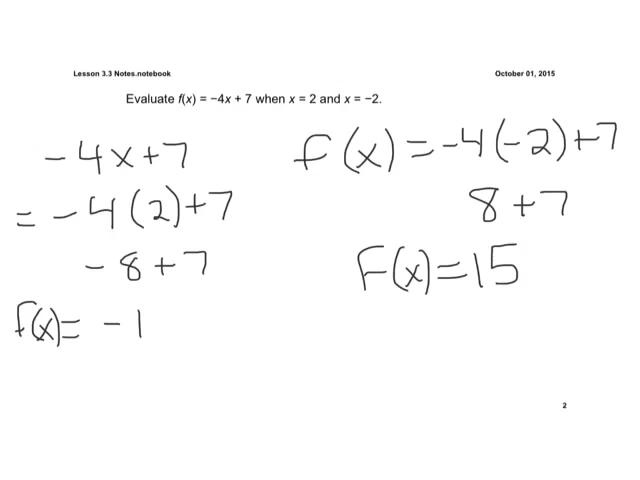 Lesson 3.3 Notes.notebook
October 01, 2015
Evaluate f(x) = −4x + 7 when x = 2 and x = −2.
-4x+7
= -4(2)+7
-8+7
f(x)= -1
f(x)=-4(-2)+7
8+7
F(x)=15
2